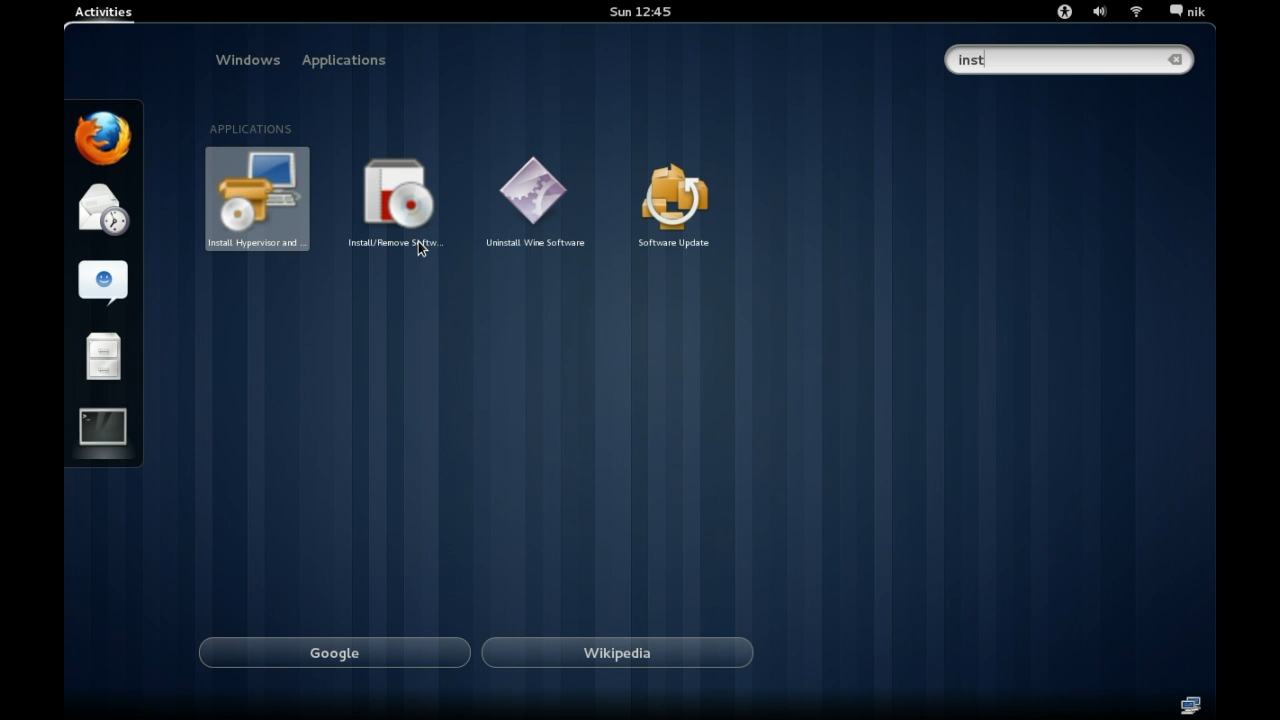 Activities Sun 12:45 nik
Windows Applications inst
APPLICATIONS
Install Hypervisor and ... Install/Remove Softw... Uninstall Wine Software Software Update
Google Wikipedia